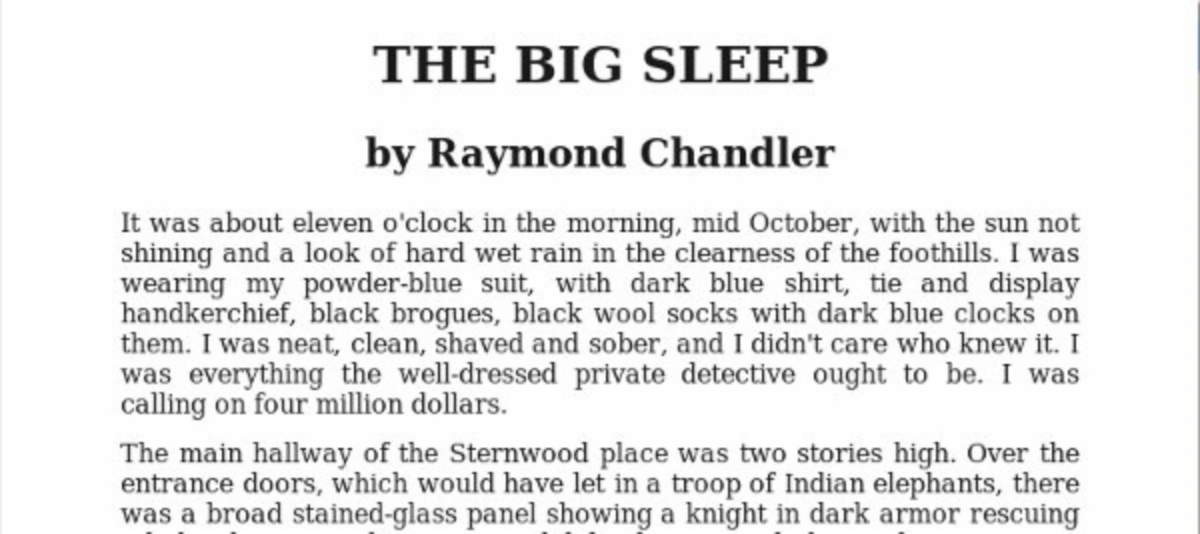 THE BIG SLEEP
by Raymond Chandler
It was about eleven o'clock in the morning, mid October, with the sun not
shining and a look of hard wet rain in the clearness of the foothills. I was
wearing my powder-blue suit, with dark blue shirt, tie and display
handkerchief, black brogues, black wool socks with dark blue clocks on
them. I was neat, clean, shaved and sober, and I didn't care who knew it. I
was everything the well-dressed private detective ought to be. I was
calling on four million dollars.
The main hallway of the Sternwood place was two stories high. Over the
entrance doors, which would have let in a troop of Indian elephants, there
was a broad stained-glass panel showing a knight in dark armor rescuing